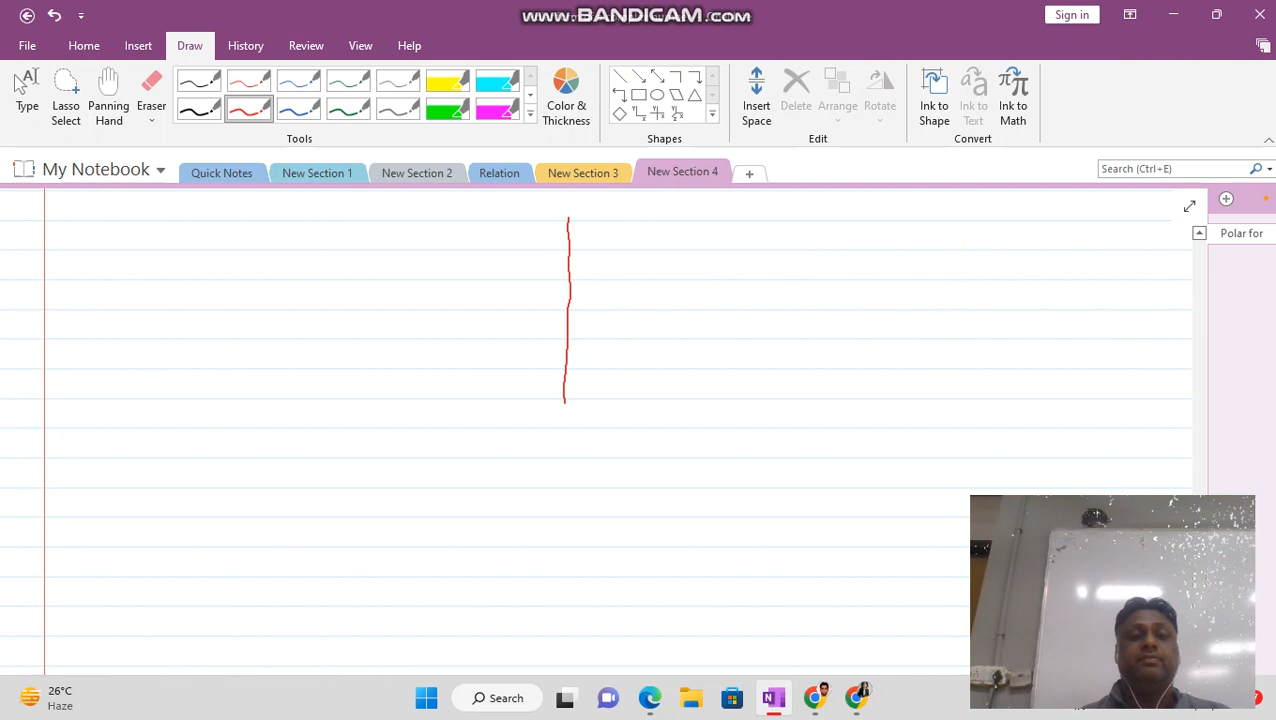 www.BANDICAM.com
Sign in
File Home Insert Draw History Review View Help
Type
Lasso Select
Panning Hand
Eraser
Color & Thickness
Insert Space
Delete
Arrange
Rotate
Ink to Shape
Ink to Text
Ink to Math
Tools Shapes Edit Convert
My Notebook Quick Notes New Section 1 New Section 2 Relation New Section 3 New Section 4 Search (Ctrl+E)
Polar for
26°C
Haze
Search